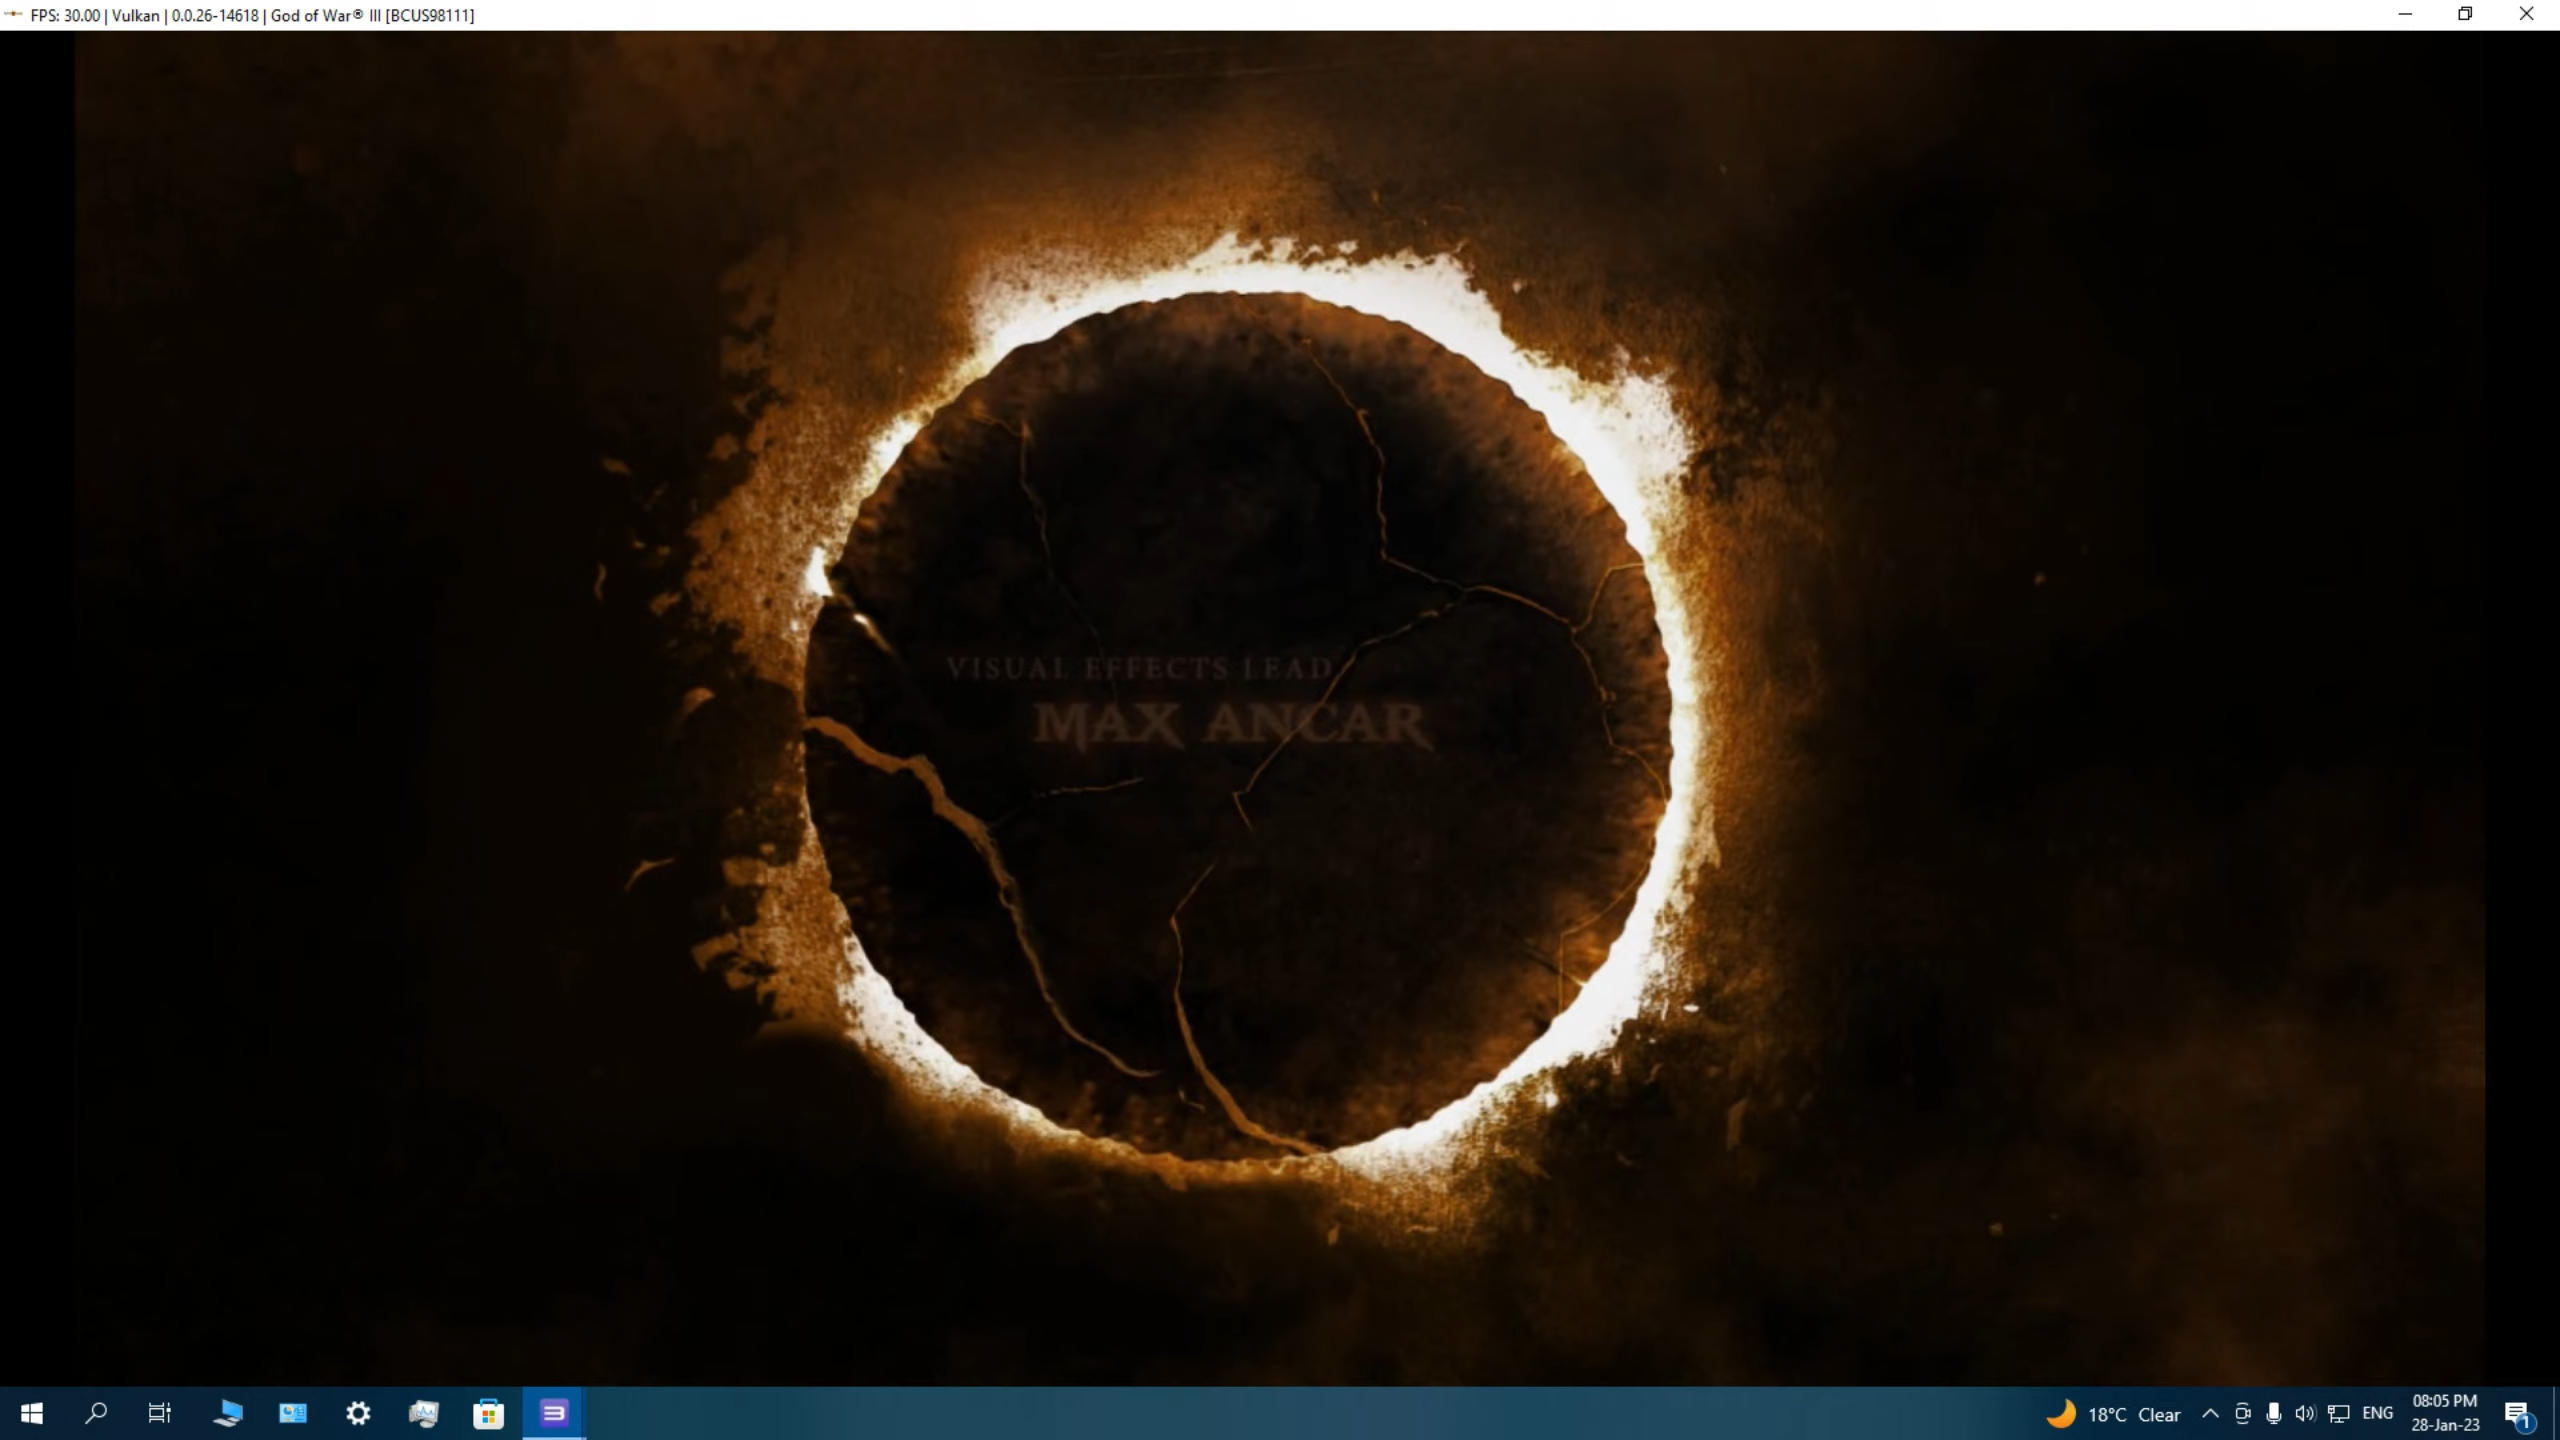 FPS: 30.00 | Vulkan | 0.0.26-14618 | God of War® III [BCUS98111]
VISUAL EFFECTS LEAD
MAX ANCAR
18°C Clear
ENG
08:05 PM
28-Jan-23
1